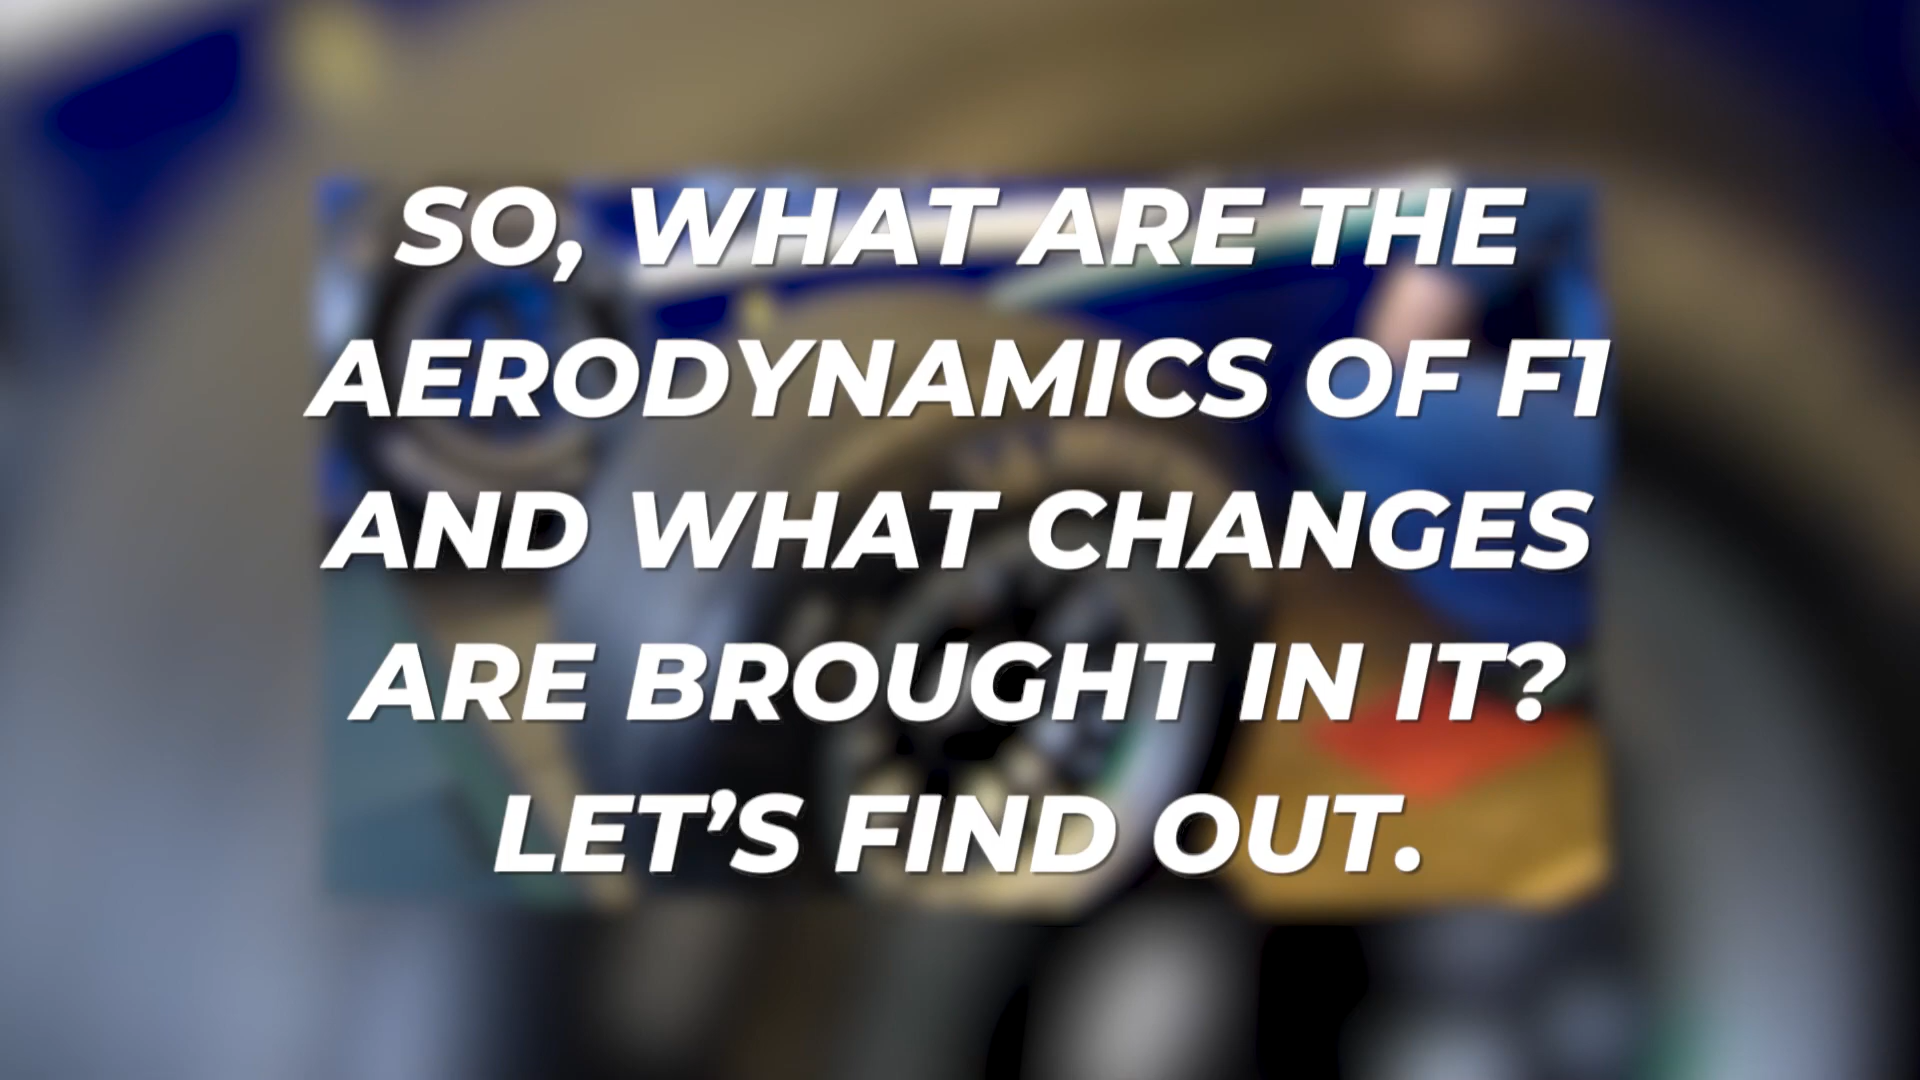 SO, WHAT ARE THE
AERODYNAMICS OF F1
AND WHAT CHANGES
ARE BROUGHT IN IT?
LET’S FIND OUT.